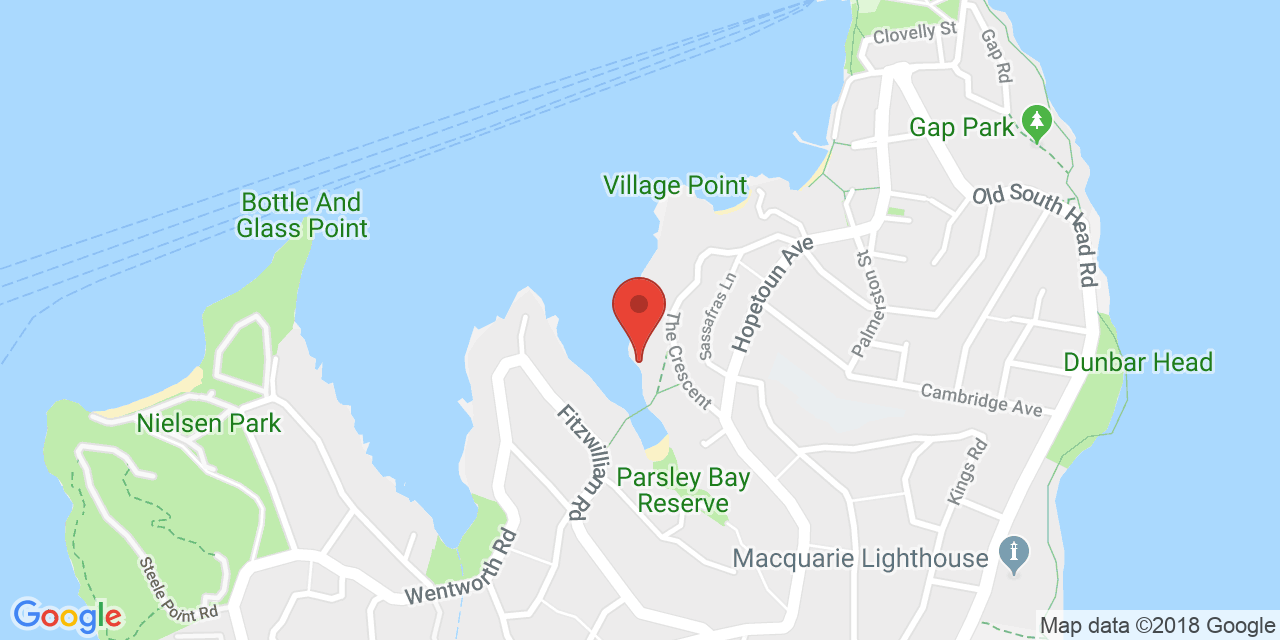 Clovelly St
Gap Rd
Gap Park
Village Point
Bottle And
Glass Point
Old South Head Rd
Hopetoun Ave
Sassafras Ln
Palmerston St
The Crescent
Dunbar Head
Cambridge Ave
Nielsen Park
Fitzwilliam Rd
Kings Rd
Parsley Bay
Reserve
Macquarie Lighthouse
Wentworth Rd
Steele Point Rd
Google
Map data ©2018 Google